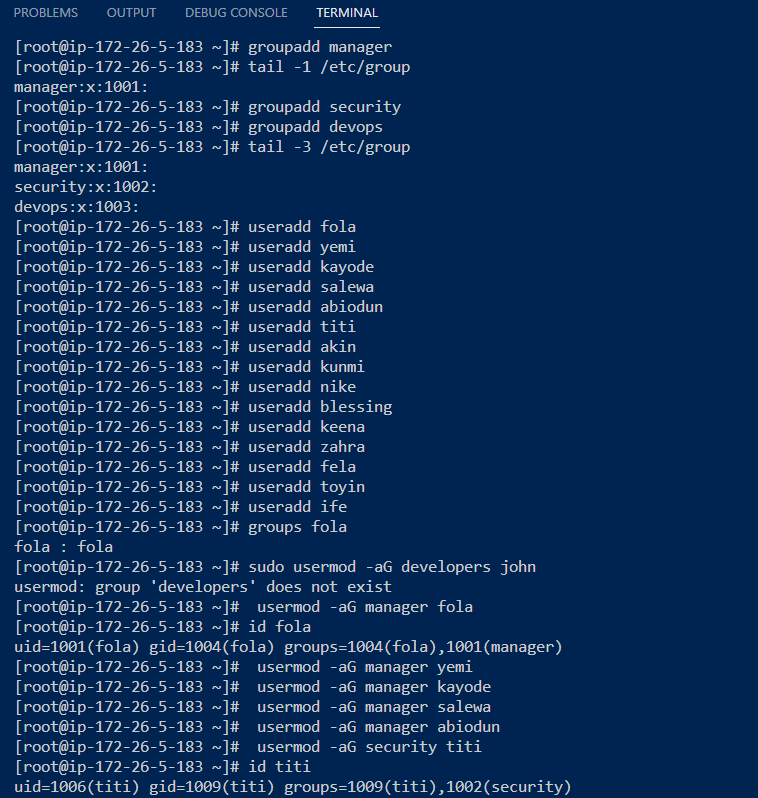 PROBLEMS OUTPUT DEBUG CONSOLE TERMINAL
[root@ip-172-26-5-183 ~]# groupadd manager
[root@ip-172-26-5-183 ~]# tail -1 /etc/group
manager:x:1001:
[root@ip-172-26-5-183 ~]# groupadd security
[root@ip-172-26-5-183 ~]# groupadd devops
[root@ip-172-26-5-183 ~]# tail -3 /etc/group
manager:x:1001:
security:x:1002:
devops:x:1003:
[root@ip-172-26-5-183 ~]# useradd fola
[root@ip-172-26-5-183 ~]# useradd yemi
[root@ip-172-26-5-183 ~]# useradd kayode
[root@ip-172-26-5-183 ~]# useradd salewa
[root@ip-172-26-5-183 ~]# useradd abiodun
[root@ip-172-26-5-183 ~]# useradd titi
[root@ip-172-26-5-183 ~]# useradd akin
[root@ip-172-26-5-183 ~]# useradd kunmi
[root@ip-172-26-5-183 ~]# useradd nike
[root@ip-172-26-5-183 ~]# useradd blessing
[root@ip-172-26-5-183 ~]# useradd keena
[root@ip-172-26-5-183 ~]# useradd zahra
[root@ip-172-26-5-183 ~]# useradd fela
[root@ip-172-26-5-183 ~]# useradd toyin
[root@ip-172-26-5-183 ~]# useradd ife
[root@ip-172-26-5-183 ~]# groups fola
fola : fola
[root@ip-172-26-5-183 ~]# sudo usermod -aG developers john
usermod: group 'developers' does not exist
[root@ip-172-26-5-183 ~]#  usermod -aG manager fola
[root@ip-172-26-5-183 ~]# id fola
uid=1001(fola) gid=1004(fola) groups=1004(fola),1001(manager)
[root@ip-172-26-5-183 ~]#  usermod -aG manager yemi
[root@ip-172-26-5-183 ~]#  usermod -aG manager kayode
[root@ip-172-26-5-183 ~]#  usermod -aG manager salewa
[root@ip-172-26-5-183 ~]#  usermod -aG manager abiodun
[root@ip-172-26-5-183 ~]#  usermod -aG security titi
[root@ip-172-26-5-183 ~]# id titi
uid=1006(titi) gid=1009(titi) groups=1009(titi),1002(security)